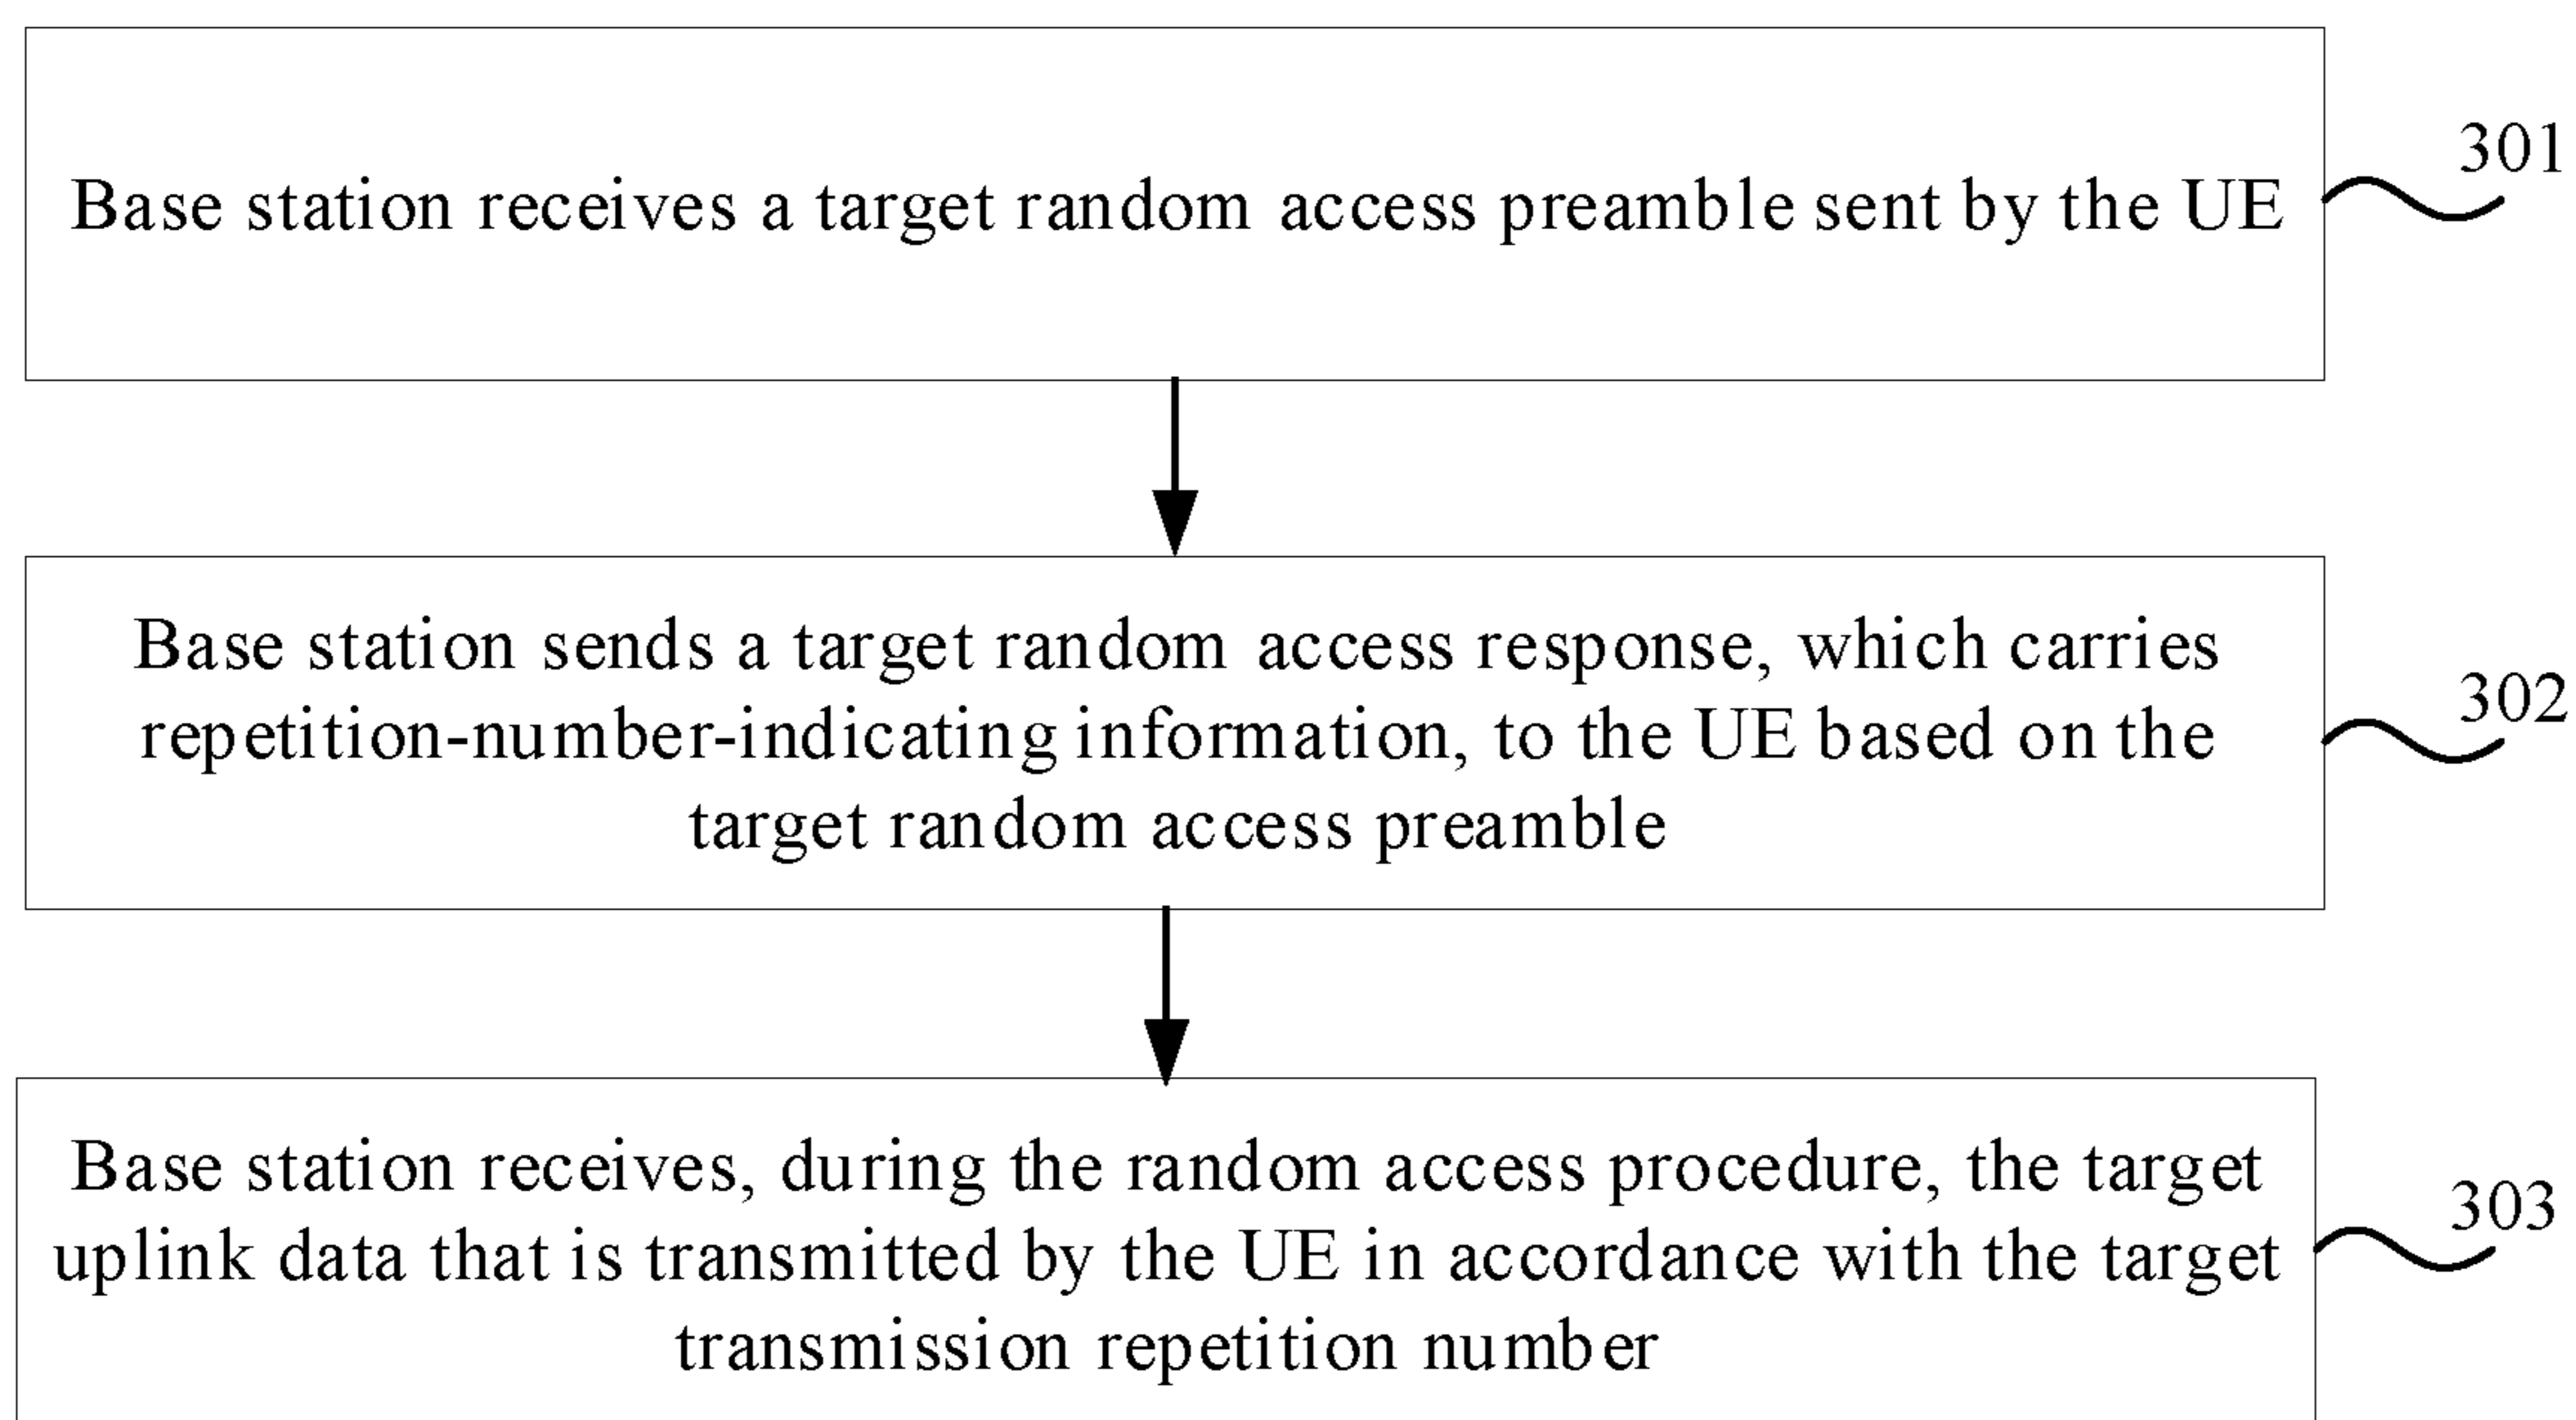 Base station receives a target random access preamble sent by the UE
301
Base station sends a target random access response, which carries
repetition-number-indicating information, to the UE based on the
target random access preamble
302
Base station receives, during the random access procedure, the target
uplink data that is transmitted by the UE in accordance with the target
transmission repetition number
303